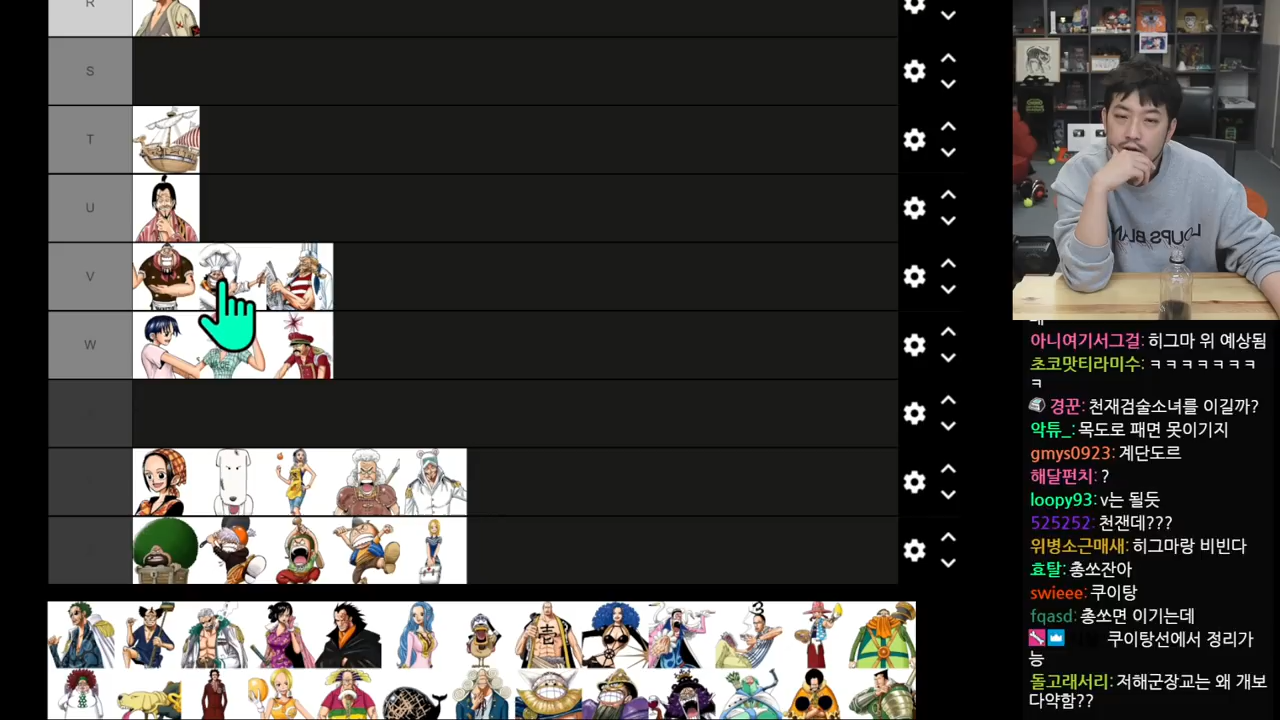 R
S
T
U
V
W
LOUPS BLAN
아니여기서그걸: 히그마 위 예상됨
초코맛티라미수: ㅋㅋㅋㅋㅋㅋㅋ
ㅋ
경꾼: 천재검술소녀를 이길까?
악튜_: 목도로 패면 못이기지
gmys0923: 계단도르
해달펀치: ?
loopy93: v는 될듯
525252: 천잰데???
위병소근매새: 히그마랑 비빈다
효탈: 총쏘잖아
swieee: 쿠이탕
fqasd: 총쏘면 이기는데
쿠이탕선에서 정리가
능
돌고래서리: 저해군장교는 왜 개보
다약함??
壱
3